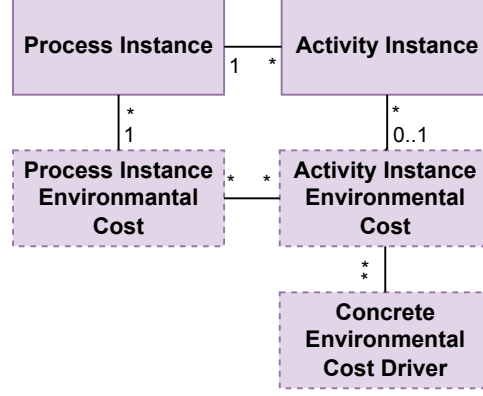 Process Instance
Activity Instance
1
*
*
1
*
0..1
Process Instance
Environmantal
Cost
*
*
Activity Instance
Environmental
Cost
*
*
Concrete
Environmental
Cost Driver